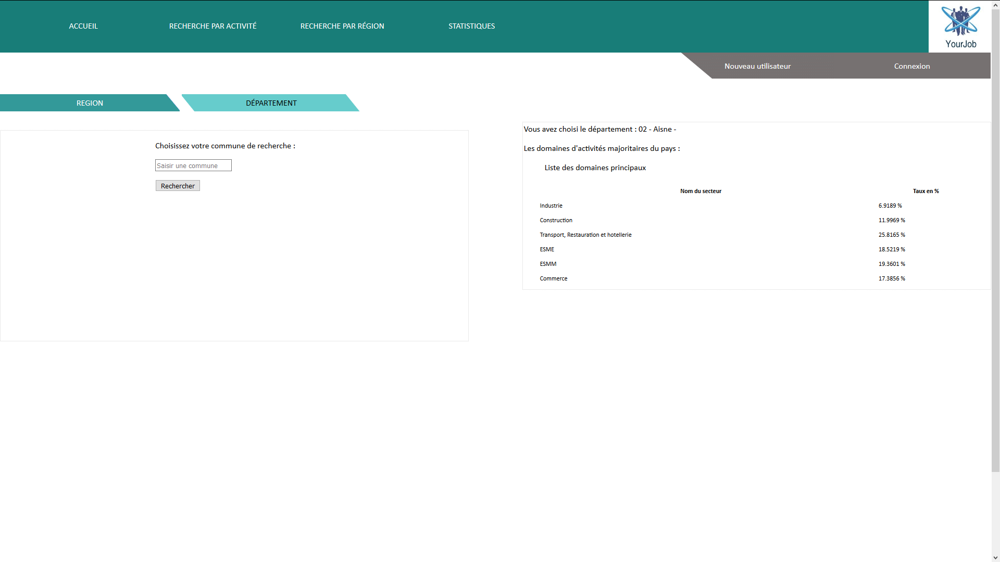 ACCUEIL RECHERCHE PAR ACTIVITÉ RECHERCHE PAR RÉGION STATISTIQUES
YourJob
Nouveau utilisateur Connexion
REGION DÉPARTEMENT
Choisissez votre commune de recherche :
Saisir une commune
Rechercher
Vous avez choisi le département : 02 - Aisne -
Les domaines d'activités majoritaires du pays :
Liste des domaines principaux
Nom du secteur Taux en %
Industrie 6.9189 %
Construction 11.9969 %
Transport, Restauration et hotellerie 25.8165 %
ESME 18.5219 %
ESMM 19.3601 %
Commerce 17.3856 %